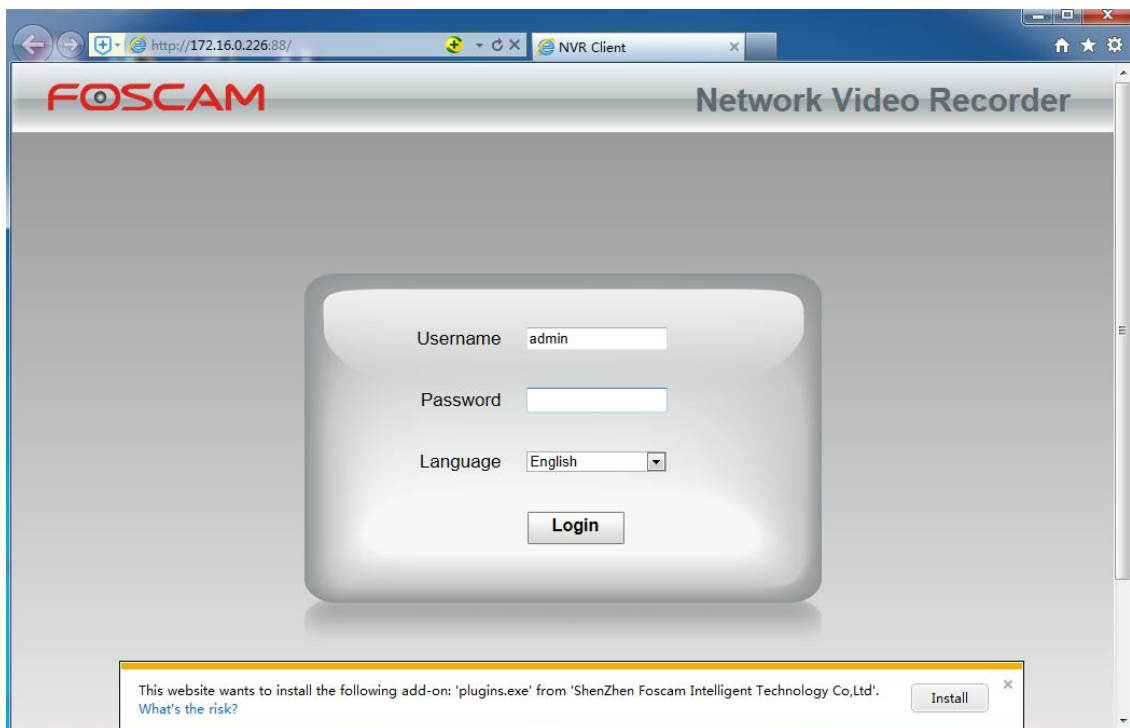 http://172.16.0.226:88/
NVR Client
FOSCAM
Network Video Recorder
Username
admin
Password
Language
English
Login
This website wants to install the following add-on: 'plugins.exe' from 'ShenZhen Foscam Intelligent Technology Co,Ltd'.
What's the risk?
Install